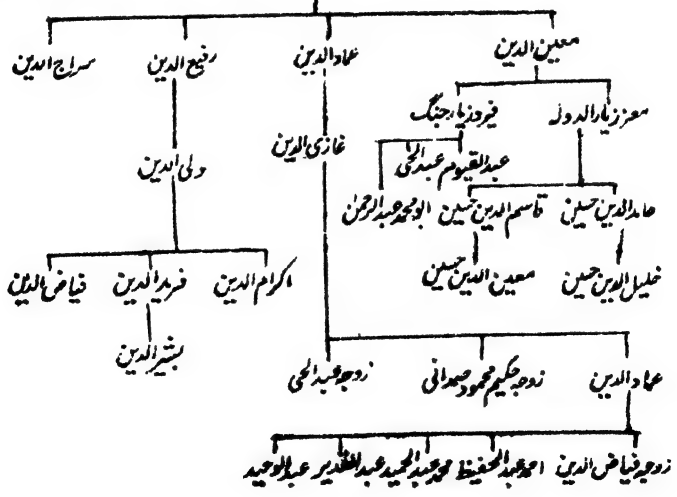 معین الدین عماد الدین رفیع الدین سراج الدین
معزز یار الدولہ فیروز یار جنگ غازی الدین
عبدالقیوم عبدالحی ولی الدین
حامد الدین حسین قاسم الدین حسین ابو محمد عبدالرحمٰن
خلیل الدین حسین معین الدین حسین اکرام الدین فرید الدین فیاض الدین
بشیر الدین
عماد الدین زوجہ حکیم محمود صمدانی زوجہ عبدالحی
زوجہ فیاض الدین احمد عبدالحفیظ محمد عبدالحمید عبدالقدیر عبدالوحید